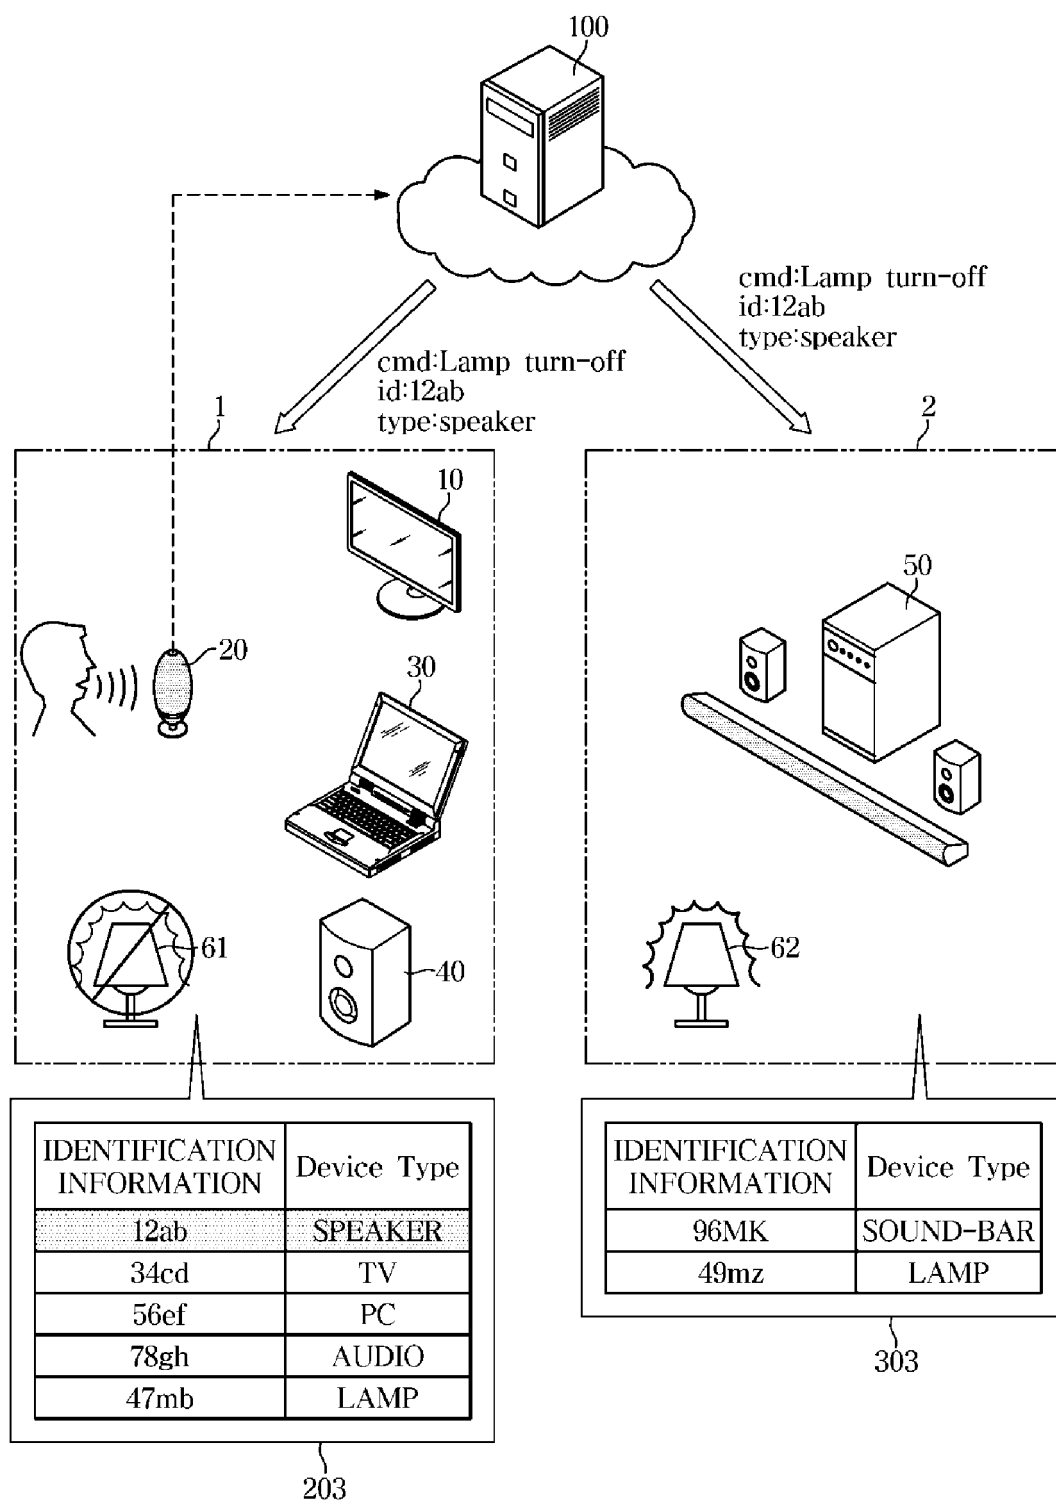 100
cmd:Lamp turn-off
id:12ab
type:speaker
cmd:Lamp turn-off
id:12ab
type:speaker
1
2
10
20
30
50
61
40
62
IDENTIFICATION INFORMATION Device Type
12ab SPEAKER
34cd TV
56ef PC
78gh AUDIO
47mb LAMP
203
IDENTIFICATION INFORMATION Device Type
96MK SOUND-BAR
49mz LAMP
303